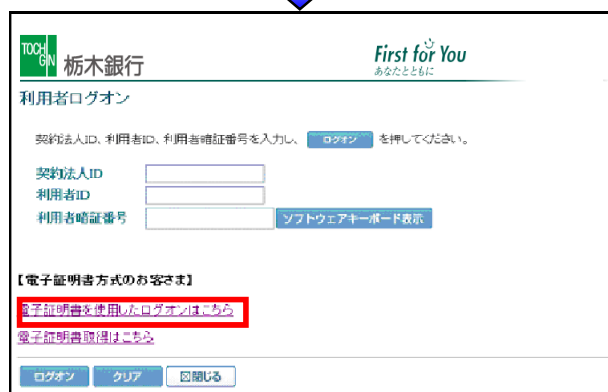 TOCHIGIN 栃木銀行
First for You
あなたとともに
利用者ログオン
契約法人ID、利用者ID、利用者暗証番号を入力し、 ログオン を押してください。
契約法人ID
利用者ID
利用者暗証番号 ソフトウェアキーボード表示
【電子証明書方式のお客さま】
電子証明書を使用したログオンはこちら
電子証明書取得はこちら
ログオン クリア 図閉じる